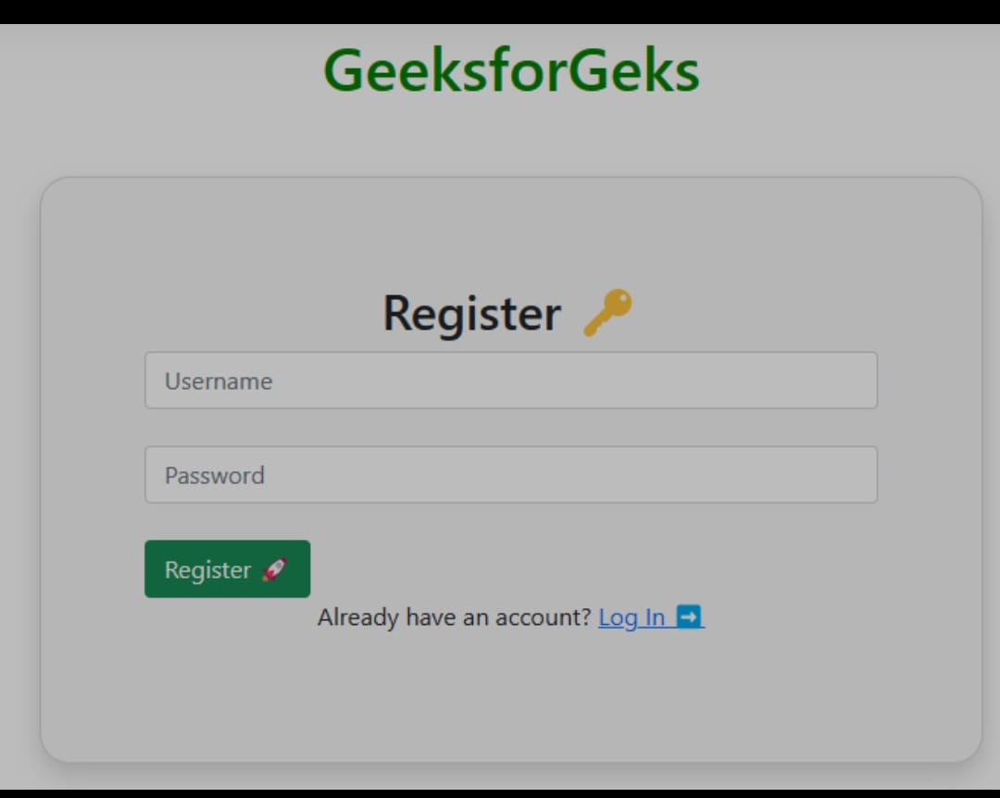 GeeksforGeks
Register 🔑
Username
Password
Register 🚀
Already have an account? Log In ➡️